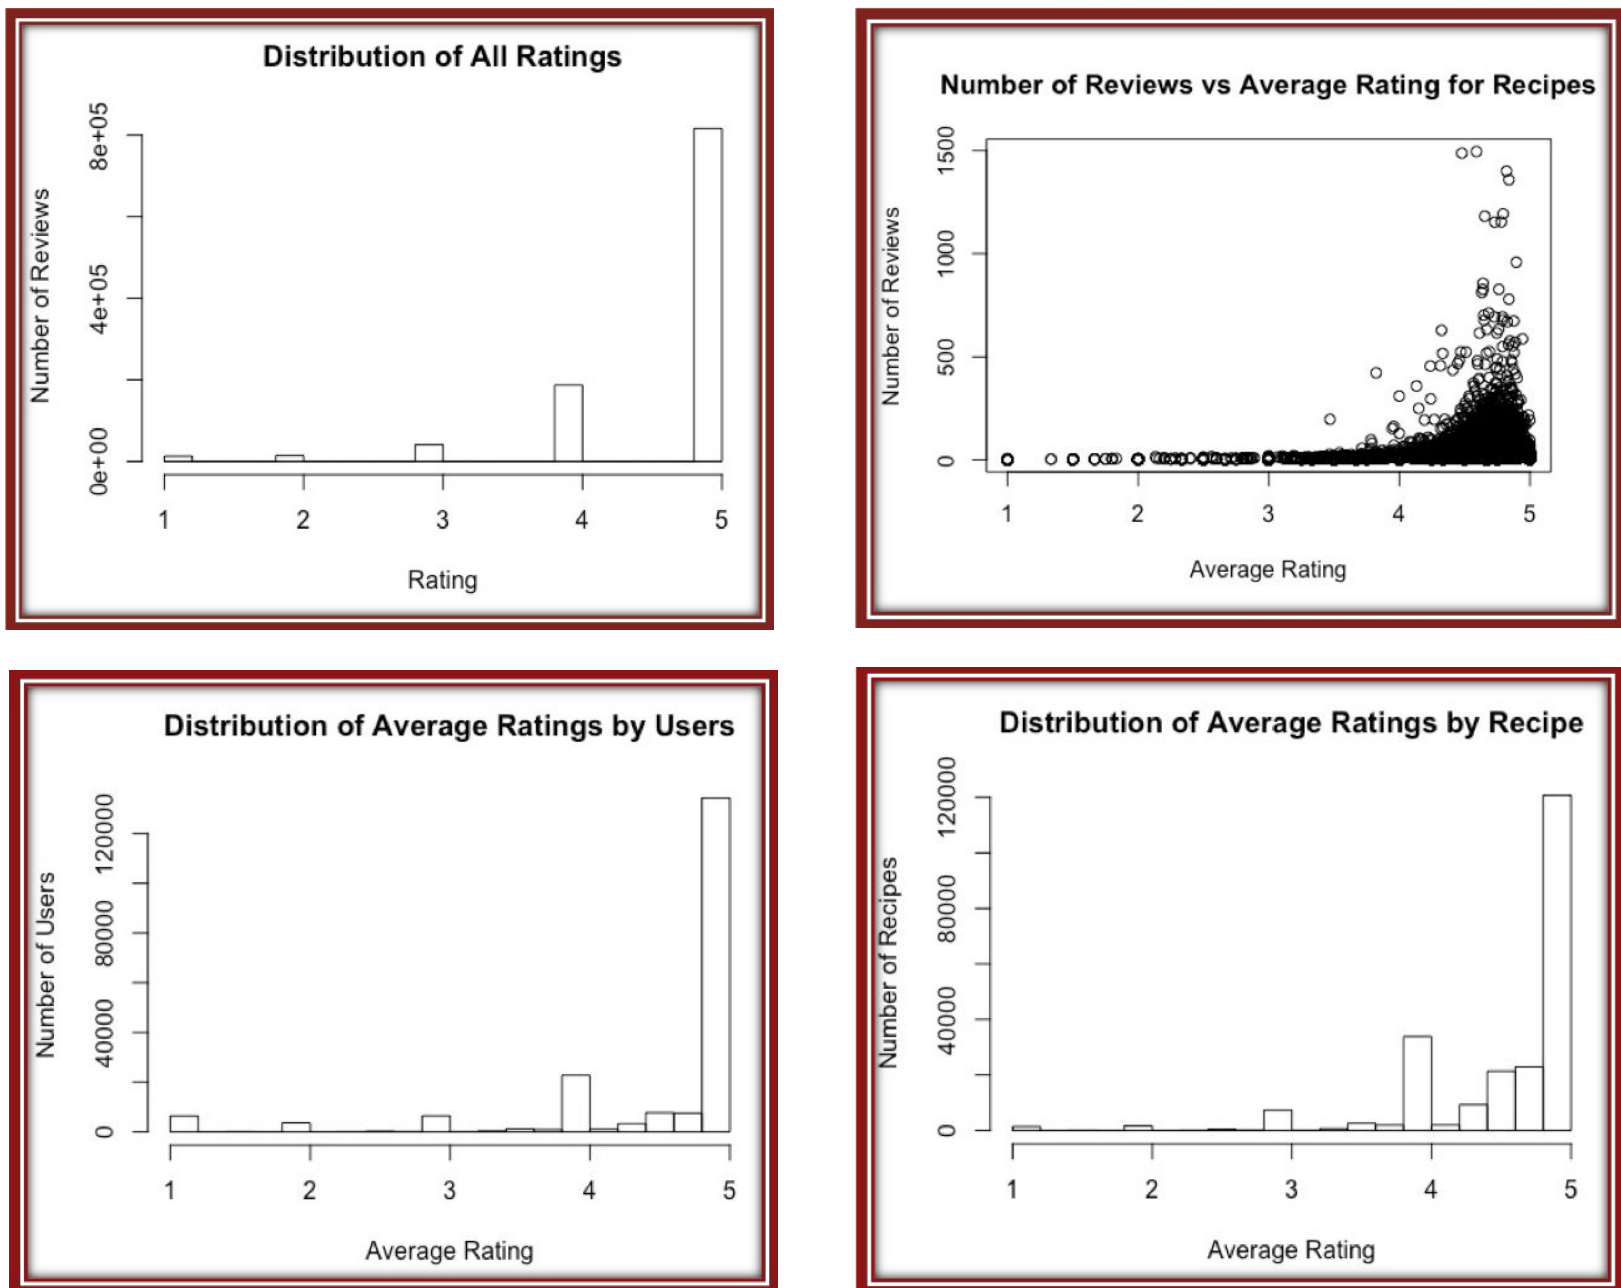 Distribution of All Ratings
Number of Reviews
8e+05
4e+05
0e+00
1 2 3 4 5
Rating
Number of Reviews vs Average Rating for Recipes
Number of Reviews
1500
1000
500
0
1 2 3 4 5
Average Rating
Distribution of Average Ratings by Users
Number of Users
120000
80000
40000
0
1 2 3 4 5
Average Rating
Distribution of Average Ratings by Recipe
Number of Recipes
120000
80000
40000
0
1 2 3 4 5
Average Rating